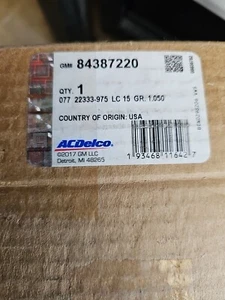 GM# 84387220
QTY. 1
077 22333-975 LC 15 GR. 1.050
COUNTRY OF ORIGIN: USA
ACDelco
©2017 GM LLC
Detroit, MI 48265
1 93468 11642 7